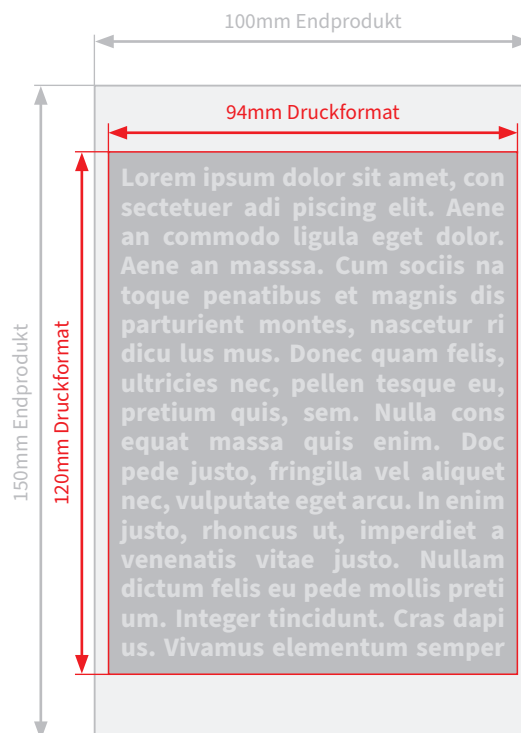 100mm Endprodukt
94mm Druckformat
150mm Endprodukt
120mm Druckformat
Lorem ipsum dolor sit amet, con
sectetuer adi piscing elit. Aene
an commodo ligula eget dolor.
Aene an masssa. Cum sociis na
toque penatibus et magnis dis
parturient montes, nascetur ri
dicu lus mus. Donec quam felis,
ultricies nec, pellen tesque eu,
pretium quis, sem. Nulla cons
equat massa quis enim. Doc
pede justo, fringilla vel aliquet
nec, vulputate eget arcu. In enim
justo, rhoncus ut, imperdiet a
venenatis vitae justo. Nullam
dictum felis eu pede mollis preti
um. Integer tincidunt. Cras dapi
us. Vivamus elementum semper